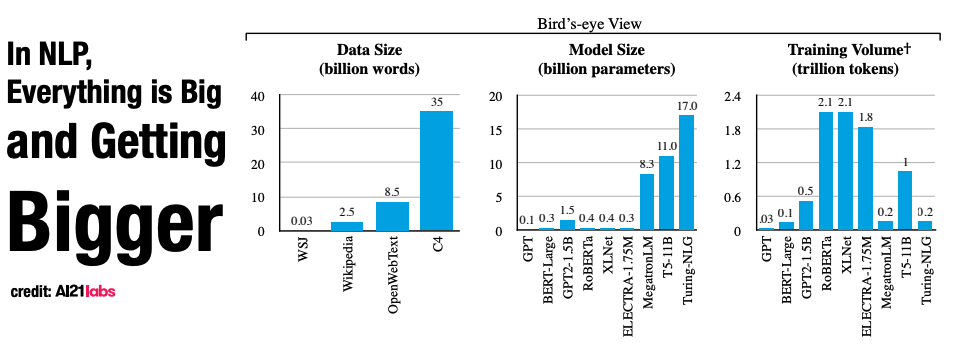 In NLP,
Everything is Big
and Getting
Bigger
credit: AI21labs
Bird's-eye View
Data Size
(billion words)
40
30
20
10
0
0.03
2.5
8.5
35
WSJ
Wikipedia
OpenWebText
C4
Model Size
(billion parameters)
20
15
10
5
0
0.1
0.3
1.5
0.4
0.4
0.3
8.3
11.0
17.0
GPT
BERT-Large
GPT2-1.5B
RoBERTa
XLNet
ELECTRA-1.75M
MegatronLM
T5-11B
Turing-NLG
Training Volume†
(trillion tokens)
2.4
1.8
1.2
0.6
0
.03
0.1
0.5
2.1
2.1
1.8
0.2
1
0.2
GPT
BERT-Large
GPT2-1.5B
RoBERTa
XLNet
ELECTRA-1.75M
MegatronLM
T5-11B
Turing-NLG